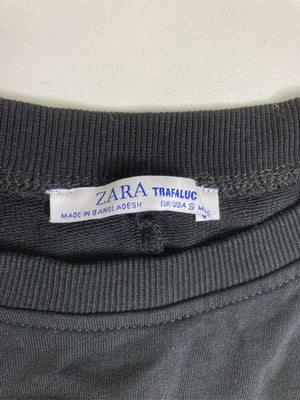 ZARA TRAFALUC
MADE IN BANGLADESH EUR/USA S